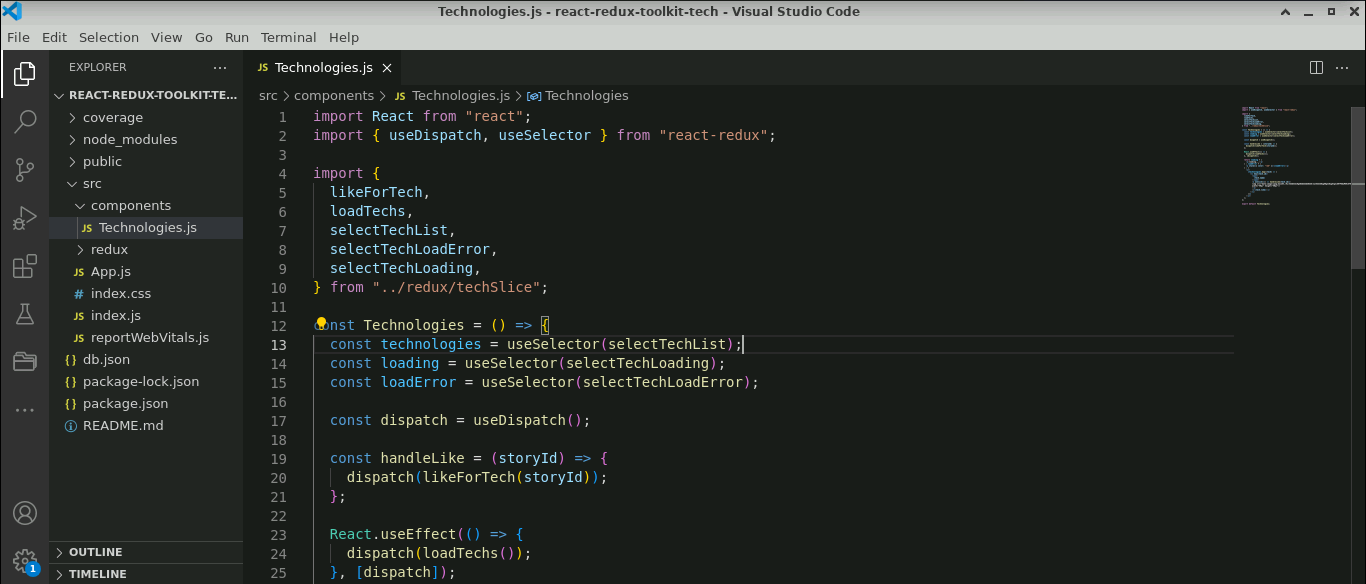 Technologies.js - react-redux-toolkit-tech - Visual Studio Code
File Edit Selection View Go Run Terminal Help
EXPLORER
REACT-REDUX-TOOLKIT-TE...
coverage
node_modules
public
src
components
JS Technologies.js
redux
JS App.js
# index.css
JS index.js
JS reportWebVitals.js
{} db.json
{} package-lock.json
{} package.json
README.md
OUTLINE
TIMELINE
1
JS Technologies.js
src > components > JS Technologies.js > Technologies
1 import React from "react";
2 import { useDispatch, useSelector } from "react-redux";
3
4 import {
5   likeForTech,
6   loadTechs,
7   selectTechList,
8   selectTechLoadError,
9   selectTechLoading,
10 } from "../redux/techSlice";
11
12 const Technologies = () => {
13   const technologies = useSelector(selectTechList);
14   const loading = useSelector(selectTechLoading);
15   const loadError = useSelector(selectTechLoadError);
16
17   const dispatch = useDispatch();
18
19   const handleLike = (storyId) => {
20     dispatch(likeForTech(storyId));
21   };
22
23   React.useEffect(() => {
24     dispatch(loadTechs());
25   }, [dispatch]);